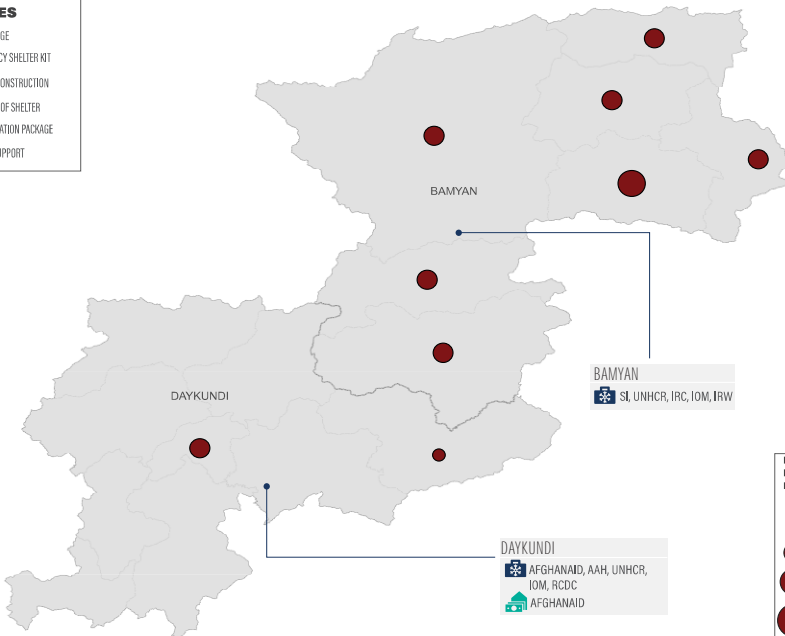 ES
GE
CY SHELTER KIT
ONSTRUCTION
OF SHELTER
ATION PACKAGE
UPPORT
BAMYAN
DAYKUNDI
BAMYAN
SI, UNHCR, IRC, IOM, IRW
DAYKUNDI
AFGHANAID, AAH, UNHCR,
IOM, RCDC
AFGHANAID